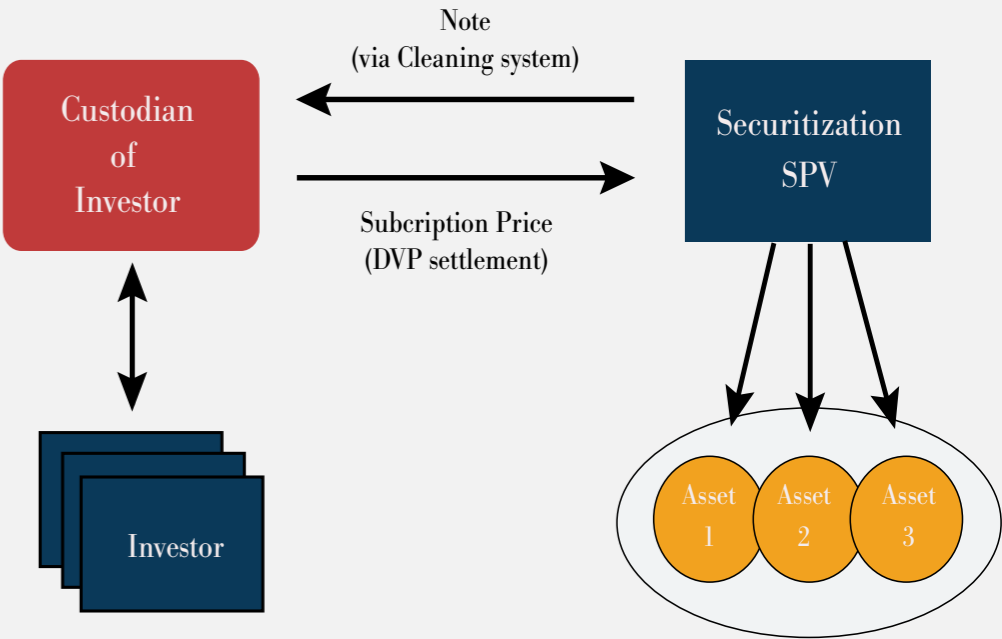 Note
(via Cleaning system)
Custodian
of
Investor
Securitization
SPV
Subcription Price
(DVP settlement)
Investor
Asset
1
Asset
2
Asset
3